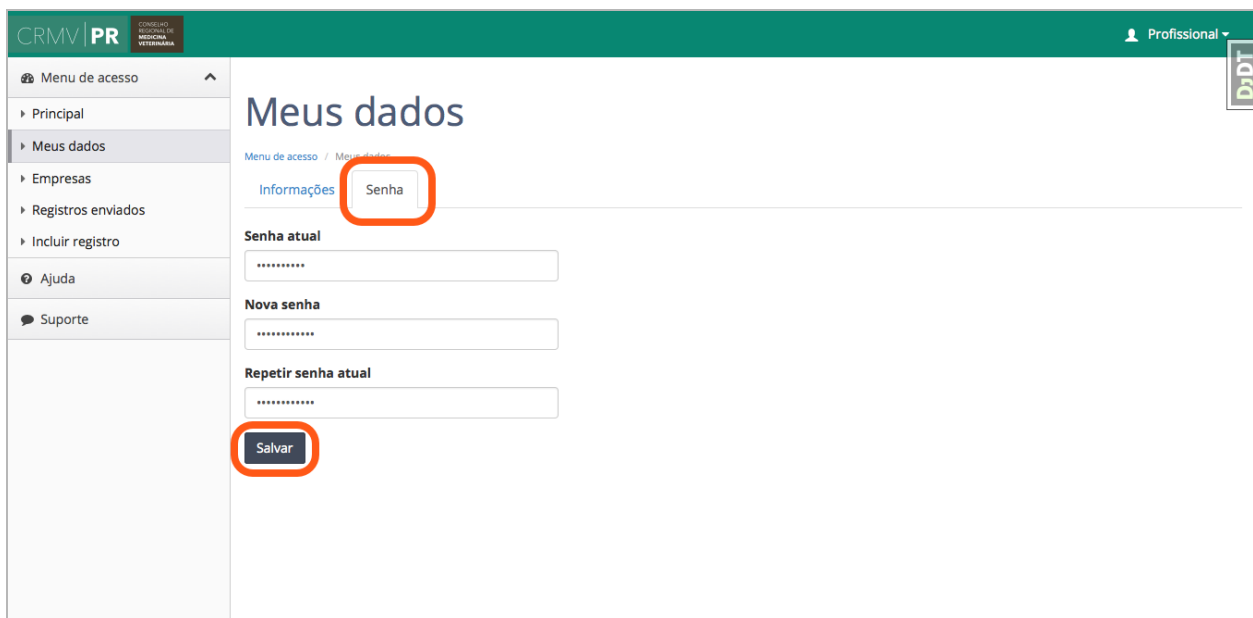 CRMV PR
CONSELHO
REGIONAL DE
MEDICINA
VETERINÁRIA
Profissional
DjDT
Menu de acesso
Principal
Meus dados
Empresas
Registros enviados
Incluir registro
Ajuda
Suporte
Meus dados
Menu de acesso / Meus dados
Informações Senha
Senha atual
••••••••••
Nova senha
••••••••••••
Repetir senha atual
••••••••••••
Salvar